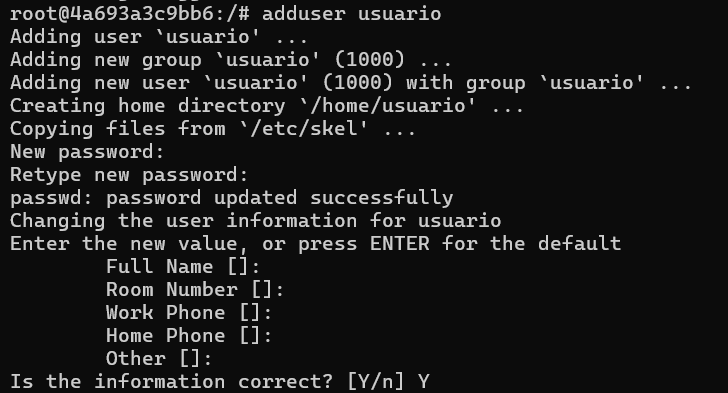 root@4a693a3c9bb6:/# adduser usuario
Adding user `usuario' ...
Adding new group `usuario' (1000) ...
Adding new user `usuario' (1000) with group `usuario' ...
Creating home directory `/home/usuario' ...
Copying files from `/etc/skel' ...
New password:
Retype new password:
passwd: password updated successfully
Changing the user information for usuario
Enter the new value, or press ENTER for the default
        Full Name []:
        Room Number []:
        Work Phone []:
        Home Phone []:
        Other []:
Is the information correct? [Y/n] Y